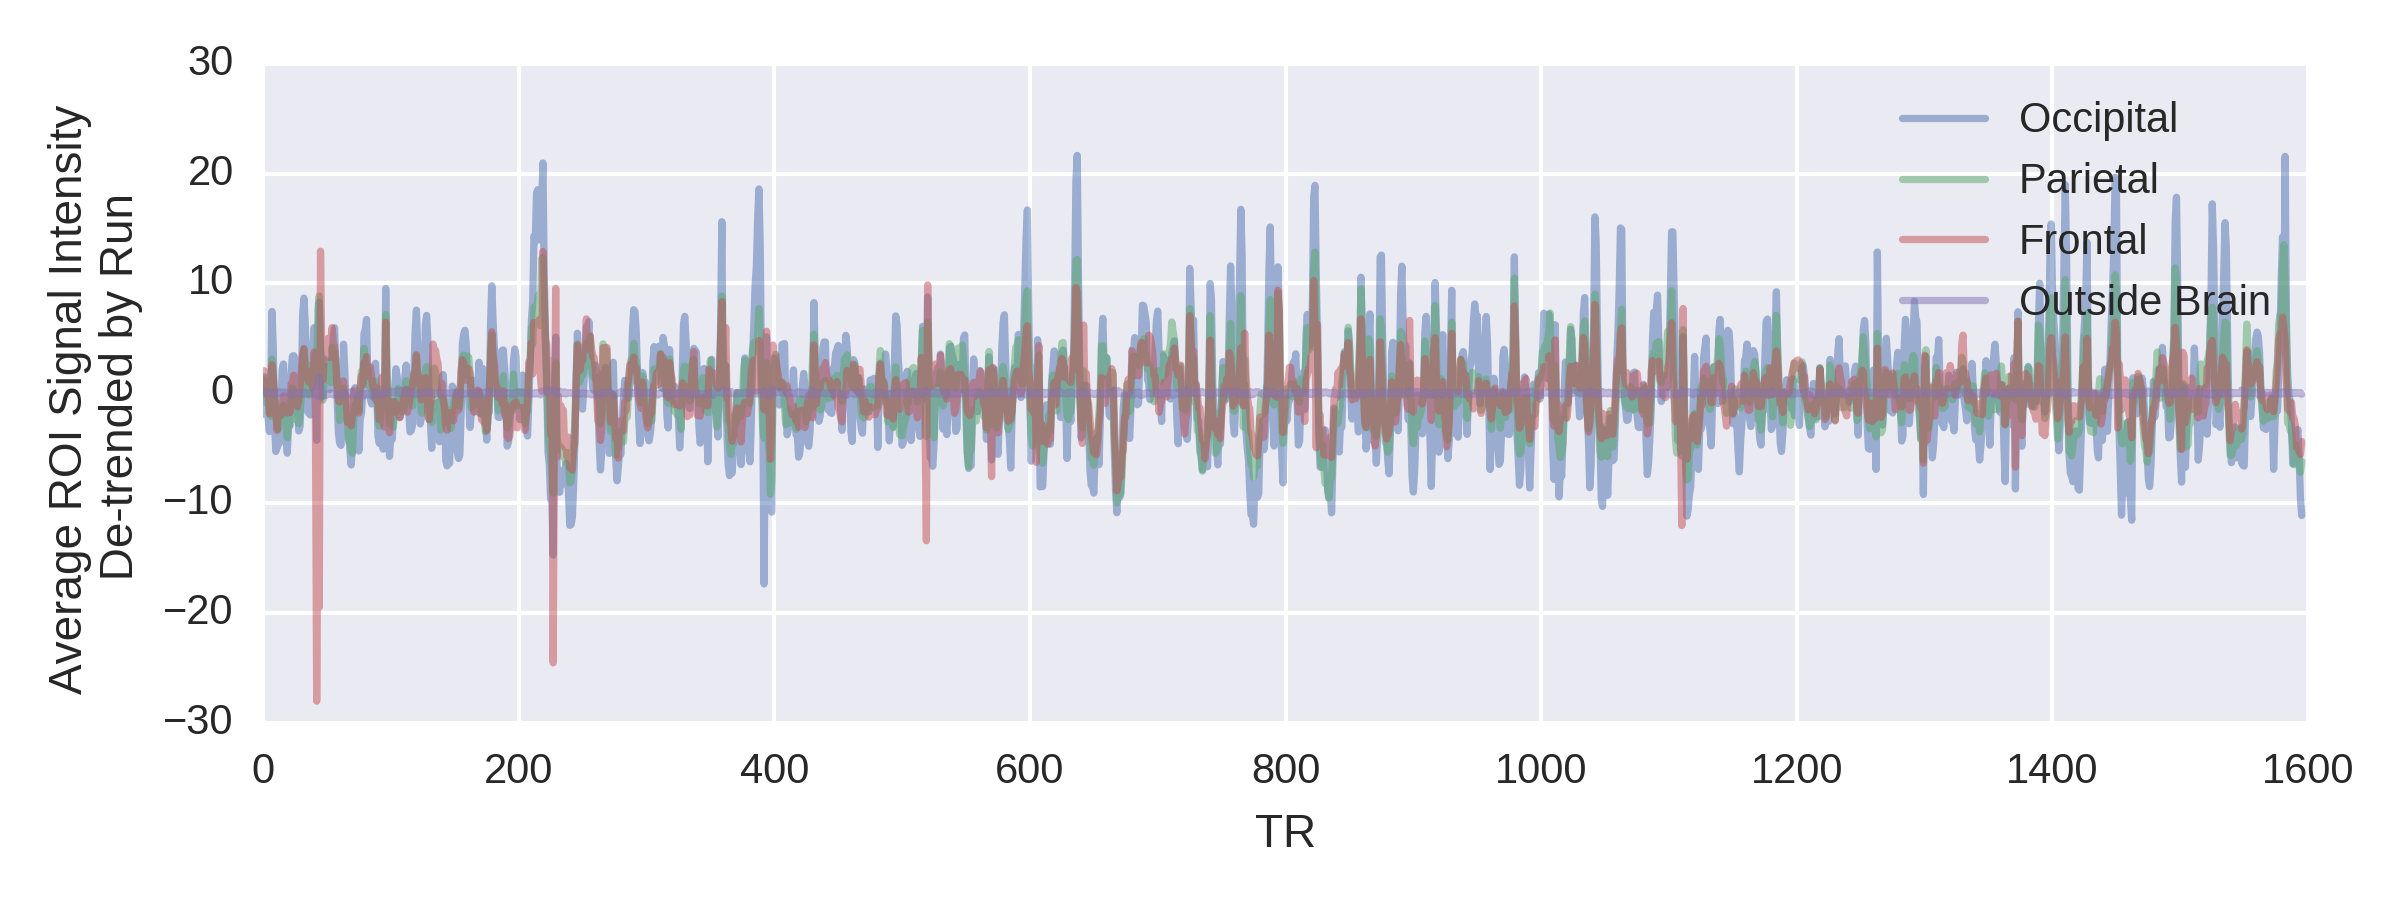 Average ROI Signal Intensity
De-trended by Run
30
20
10
0
−10
−20
−30
0 200 400 600 800 1000 1200 1400 1600
TR
Occipital
Parietal
Frontal
Outside Brain